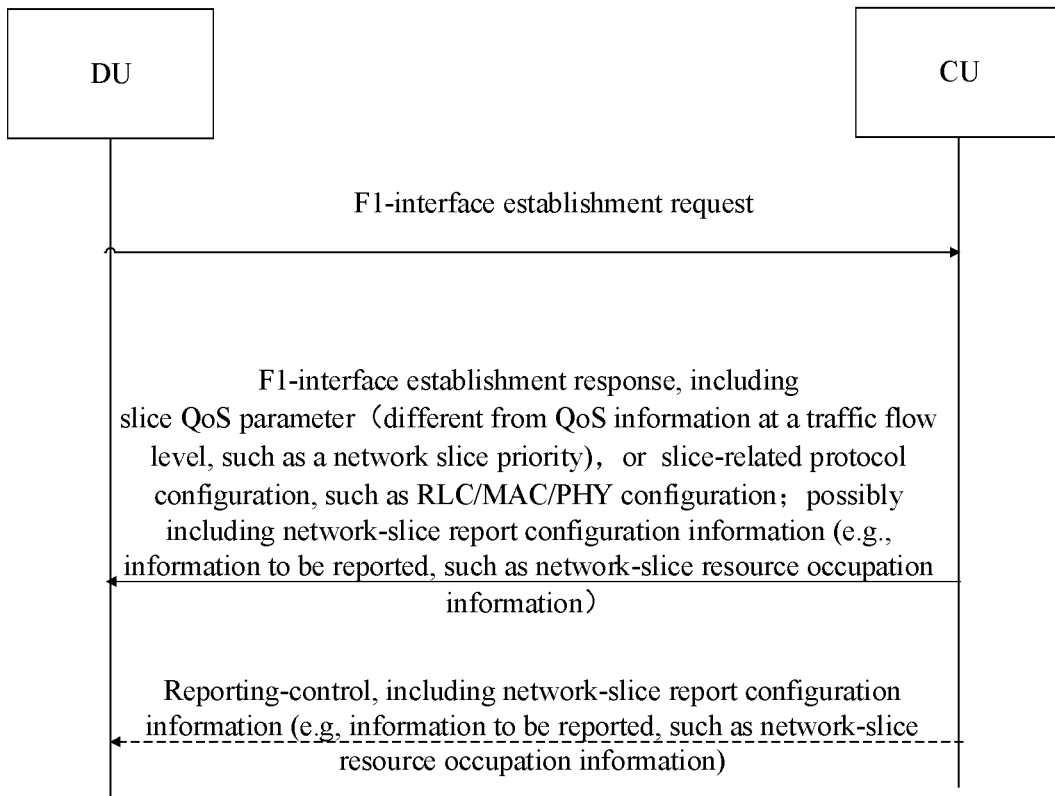 DU
CU
F1-interface establishment request
F1-interface establishment response, including
slice QoS parameter（different from QoS information at a traffic flow
level, such as a network slice priority)，or slice-related protocol
configuration, such as RLC/MAC/PHY configuration；possibly
including network-slice report configuration information (e.g.,
information to be reported, such as network-slice resource occupation
information）
Reporting-control, including network-slice report configuration
information (e.g, information to be reported, such as network-slice
resource occupation information)